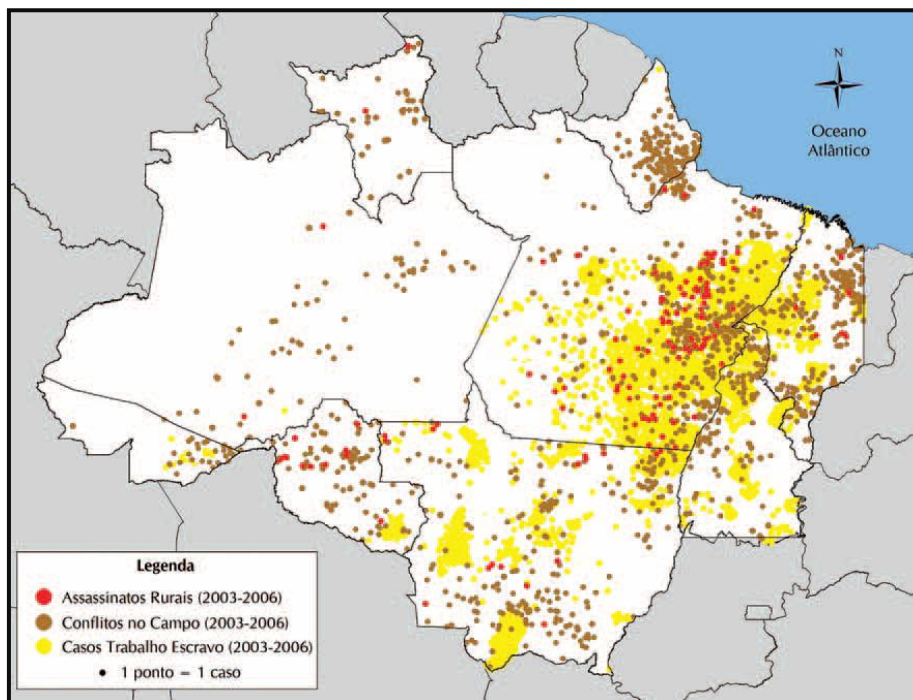 N
Oceano
Atlântico
Legenda
Assassinatos Rurais (2003-2006)
Conflitos no Campo (2003-2006)
Casos Trabalho Escravo (2003-2006)
1 ponto = 1 caso